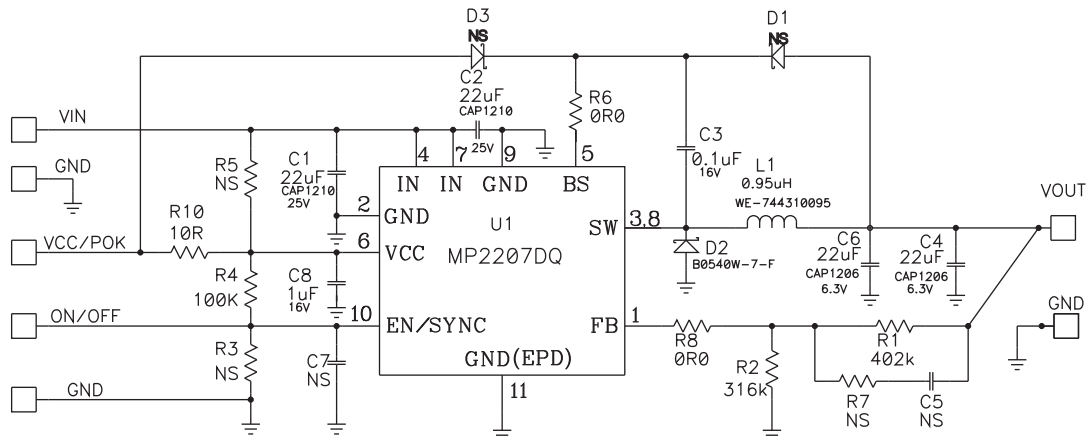 D3
NS
D1
NS
C2
22uF
CAP1210
25V
R6
0R0
VIN
C3
0.1uF
16V
4
7
9
5
GND
R5
NS
C1
22uF
CAP1210
25V
IN
IN
GND
BS
L1
0.95uH
WE-744310095
VOUT
2
GND
U1
3,8
SW
R10
10R
VCC/POK
6
VCC
MP2207DQ
D2
B0540W-7-F
C6
22uF
CAP1206
6.3V
C4
22uF
CAP1206
6.3V
R4
100K
C8
1uF
16V
ON/OFF
10
EN/SYNC
FB
1
GND
R8
0R0
R1
402k
R3
NS
C7
NS
GND(EPD)
R2
316k
GND
11
R7
NS
C5
NS